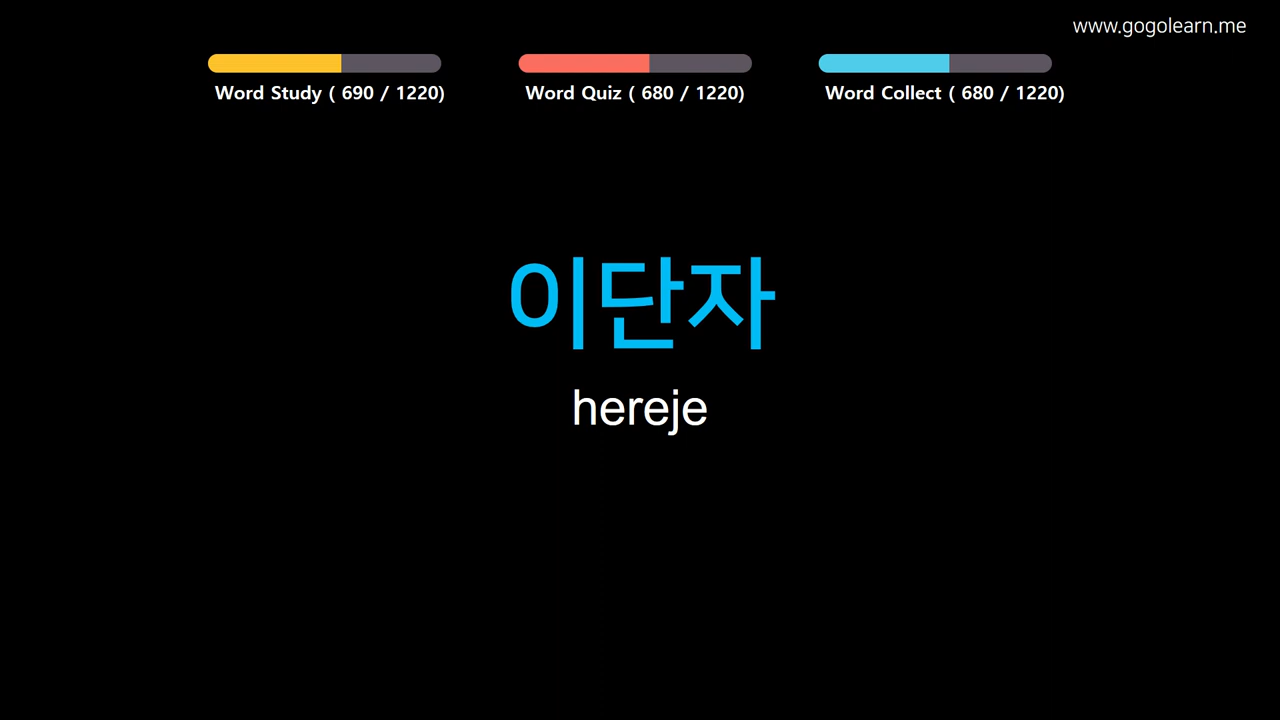 www.gogolearn.me
Word Study ( 690 / 1220)
Word Quiz ( 680 / 1220)
Word Collect ( 680 / 1220)
이단자
hereje